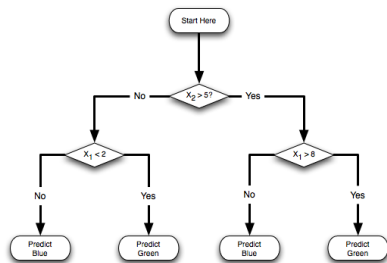 Start Here
No
X2 > 5?
Yes
X1 < 2
X1 > 8
No
Yes
No
Yes
Predict
Blue
Predict
Green
Predict
Blue
Predict
Green